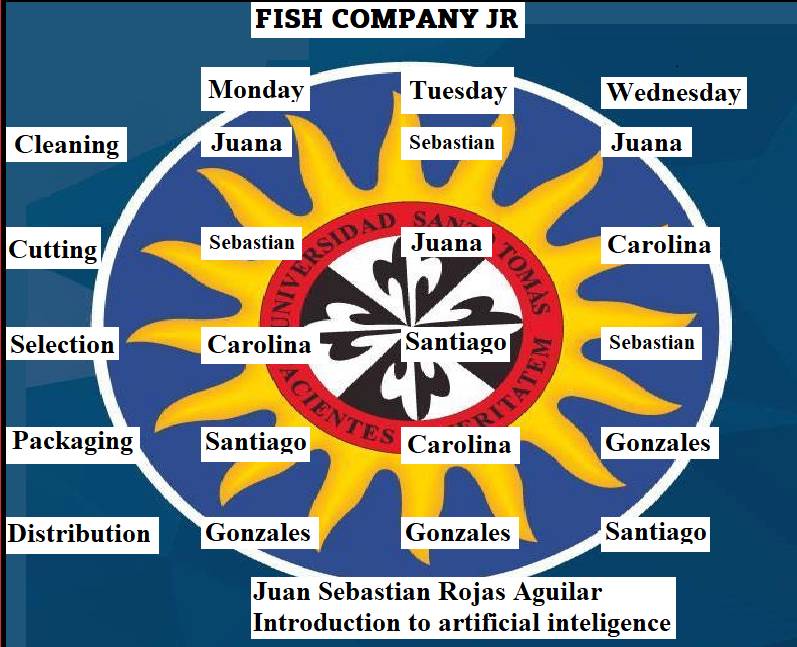 FISH COMPANY JR
Monday Tuesday Wednesday
Cleaning Juana Sebastian Juana
Cutting Sebastian Juana Carolina
Selection Carolina Santiago Sebastian
Packaging Santiago Carolina Gonzales
Distribution Gonzales Gonzales Santiago
UNIVERSIDAD SANTO TOMAS
ACIENTES VERITATEM
Juan Sebastian Rojas Aguilar
Introduction to artificial inteligence